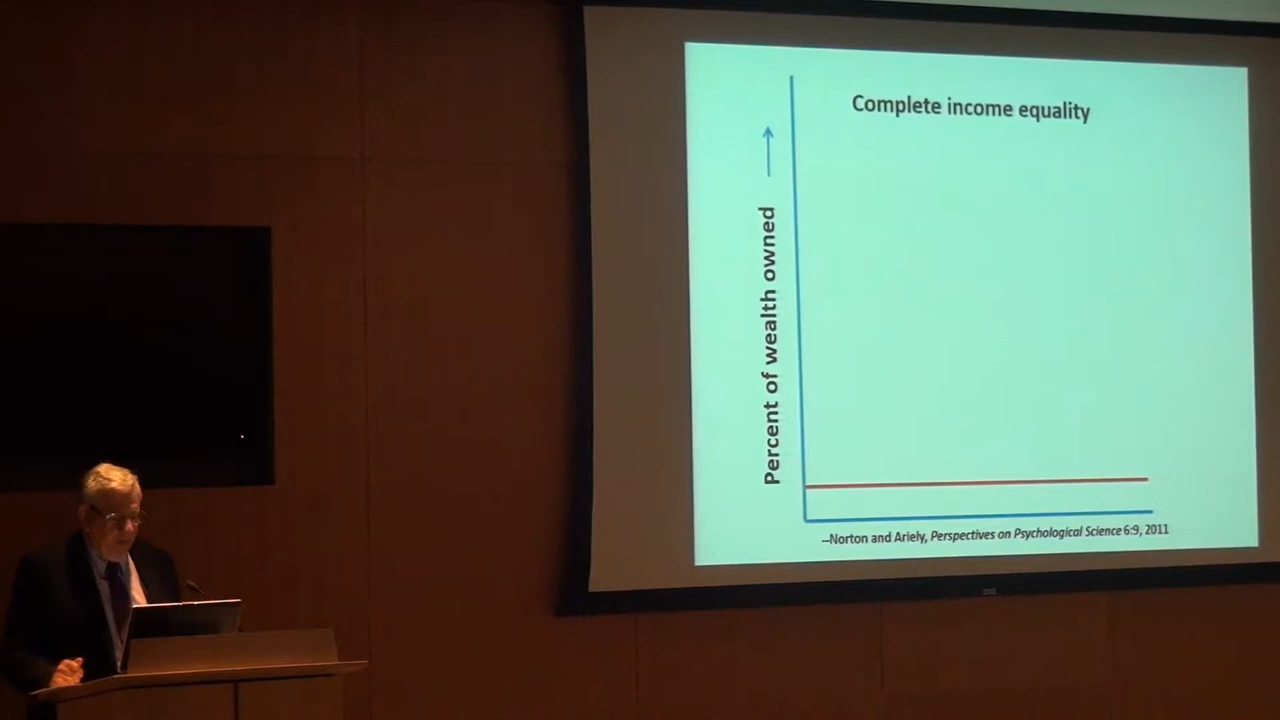 Complete income equality
Percent of wealth owned
--Norton and Ariely, Perspectives on Psychological Science 6:9, 2011